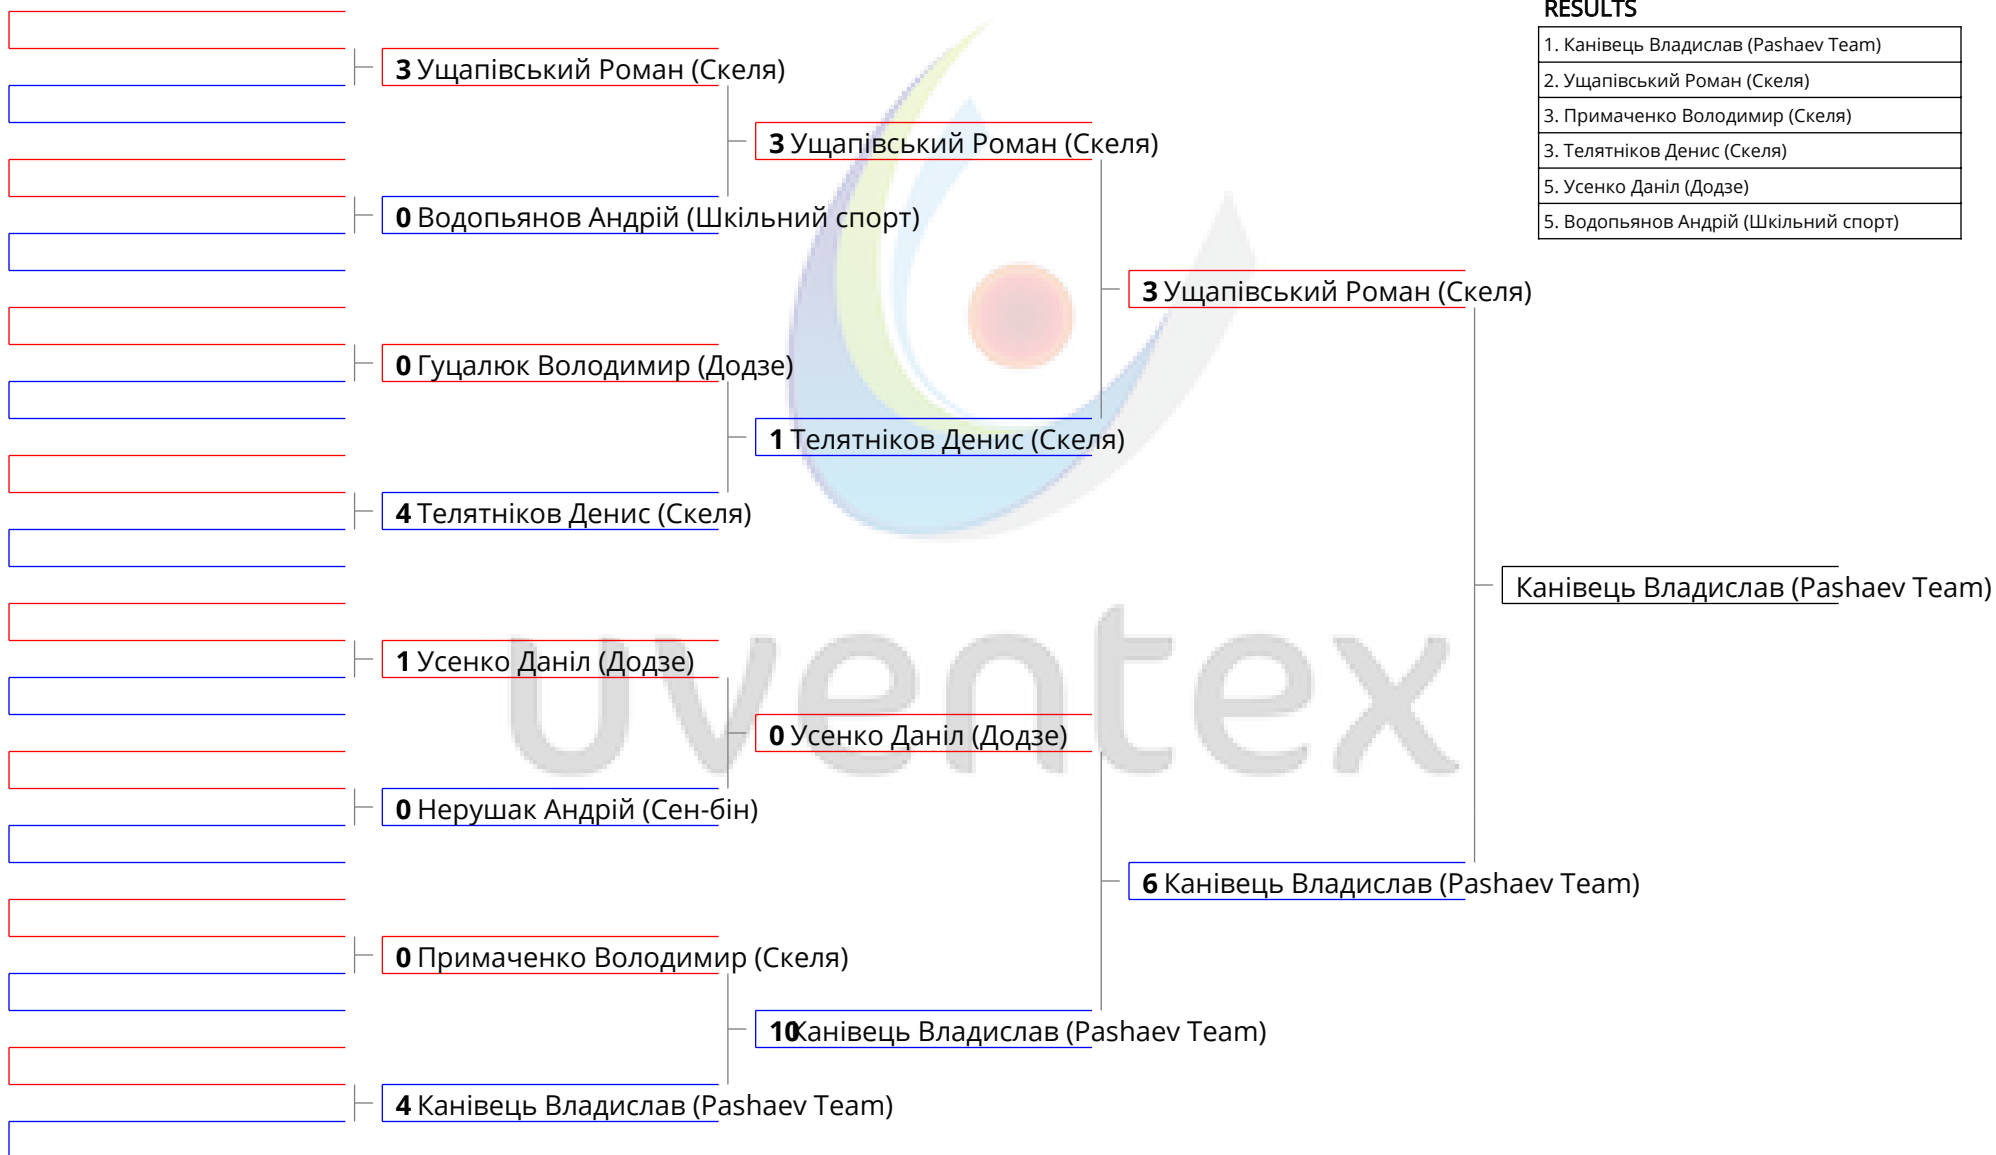 RESULTS
1. Канівець Владислав (Pashaev Team)
2. Ущапівський Роман (Скеля)
3. Примаченко Володимир (Скеля)
3. Телятніков Денис (Скеля)
5. Усенко Даніл (Додзе)
5. Водопьянов Андрій (Шкільний спорт)
3 Ущапівський Роман (Скеля)
0 Водопьянов Андрій (Шкільний спорт)
0 Гуцалюк Володимир (Додзе)
4 Телятніков Денис (Скеля)
1 Усенко Даніл (Додзе)
0 Нерушак Андрій (Сен-бін)
0 Примаченко Володимир (Скеля)
4 Канівець Владислав (Pashaev Team)
3 Ущапівський Роман (Скеля)
1 Телятніков Денис (Скеля)
0 Усенко Даніл (Додзе)
10 Канівець Владислав (Pashaev Team)
3 Ущапівський Роман (Скеля)
6 Канівець Владислав (Pashaev Team)
Канівець Владислав (Pashaev Team)
uventex